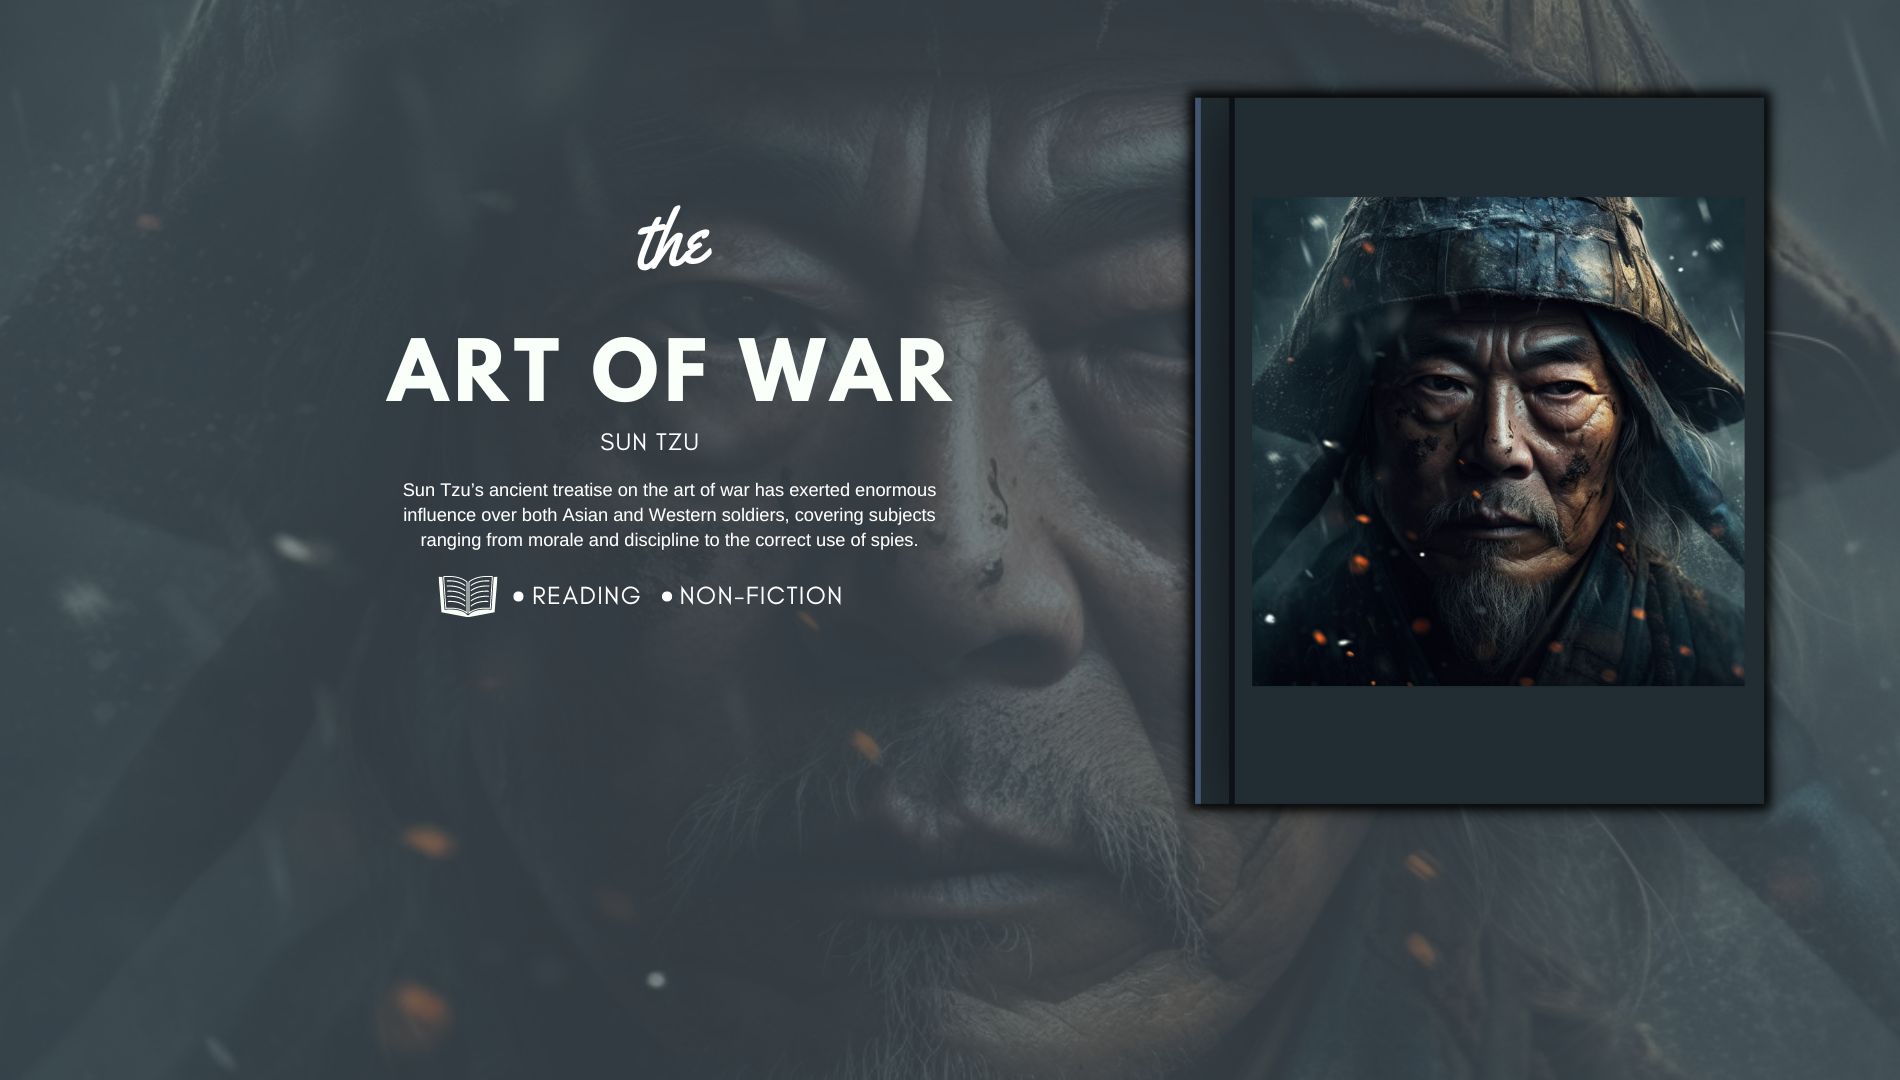 the
ART OF WAR
SUN TZU
Sun Tzu’s ancient treatise on the art of war has exerted enormous
influence over both Asian and Western soldiers, covering subjects
ranging from morale and discipline to the correct use of spies.
• READING • NON-FICTION